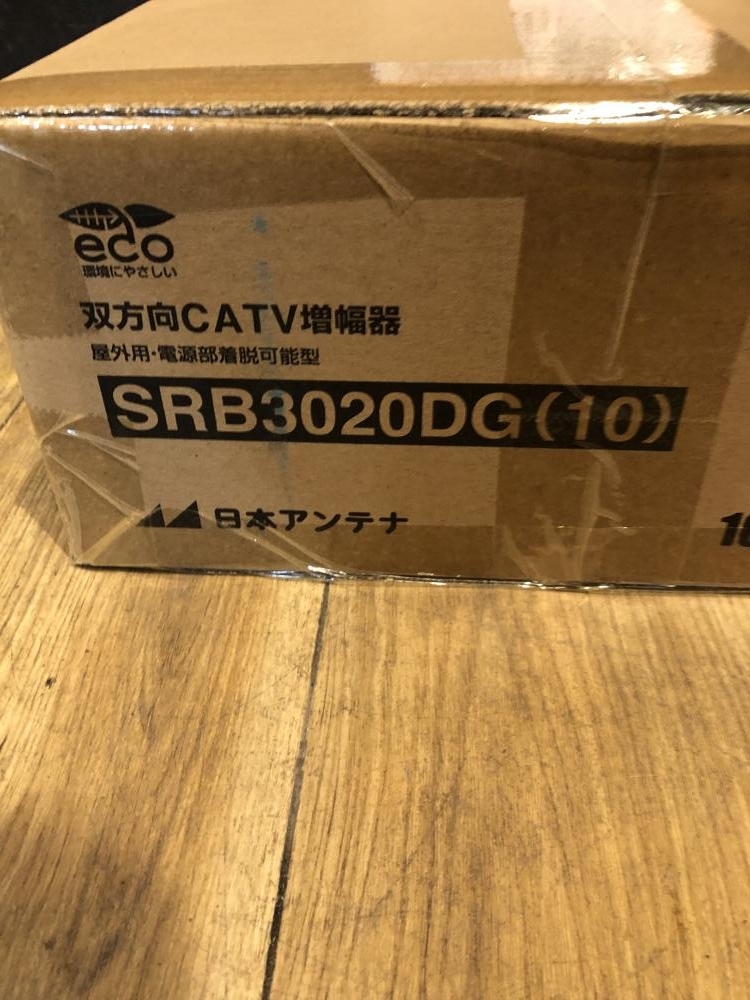 eco
環境にやさしい
双方向CATV増幅器
屋外用・電源部着脱可能型
SRB3020DG(10)
日本アンテナ